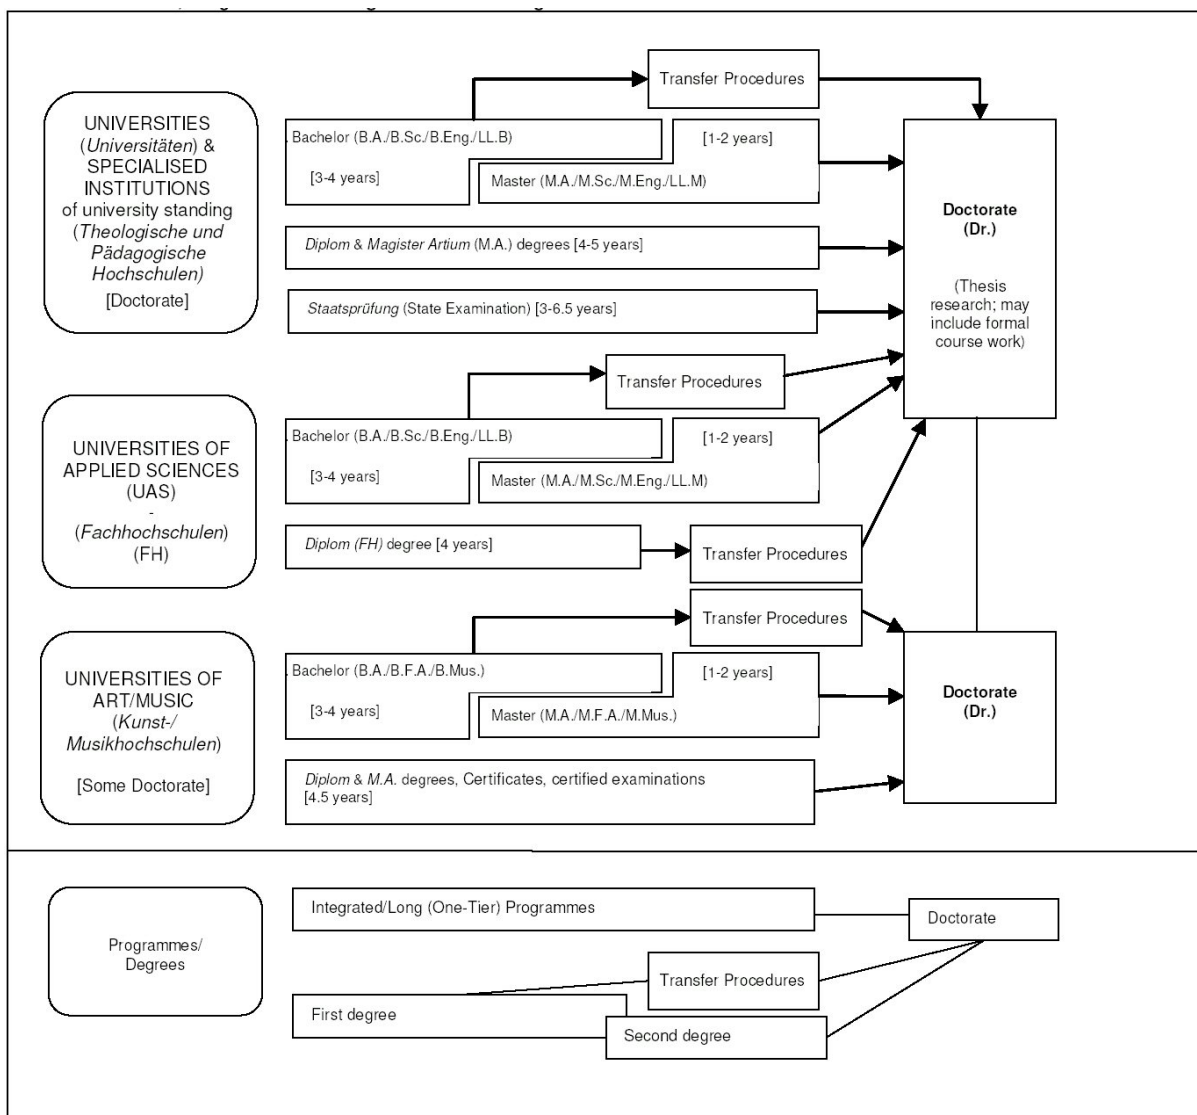 Transfer Procedures
UNIVERSITIES
(Universitäten) &
SPECIALISED
INSTITUTIONS
of university standing
(Theologische und
Pädagogische
Hochschulen)
[Doctorate]
. Bachelor (B.A./B.Sc./B.Eng./LL.B)
[3-4 years]
[1-2 years]
Master (M.A./M.Sc./M.Eng./LL.M)
Diplom & Magister Artium (M.A.) degrees [4-5 years]
Staatsprüfung (State Examination) [3-6.5 years]
Doctorate
(Dr.)
(Thesis
research; may
include formal
course work)
Transfer Procedures
UNIVERSITIES OF
APPLIED SCIENCES
(UAS)
-
(Fachhochschulen)
(FH)
. Bachelor (B.A./B.Sc./B.Eng./LL.B)
[3-4 years]
[1-2 years]
Master (M.A./M.Sc./M.Eng./LL.M)
Diplom (FH) degree [4 years]
Transfer Procedures
Transfer Procedures
UNIVERSITIES OF
ART/MUSIC
(Kunst-/
Musikhochschulen)
[Some Doctorate]
. Bachelor (B.A./B.F.A./B.Mus.)
[3-4 years]
[1-2 years]
Master (M.A./M.F.A./M.Mus.)
Diplom & M.A. degrees, Certificates, certified examinations
[4.5 years]
Doctorate
(Dr.)
Programmes/
Degrees
Integrated/Long (One-Tier) Programmes
Doctorate
Transfer Procedures
First degree
Second degree